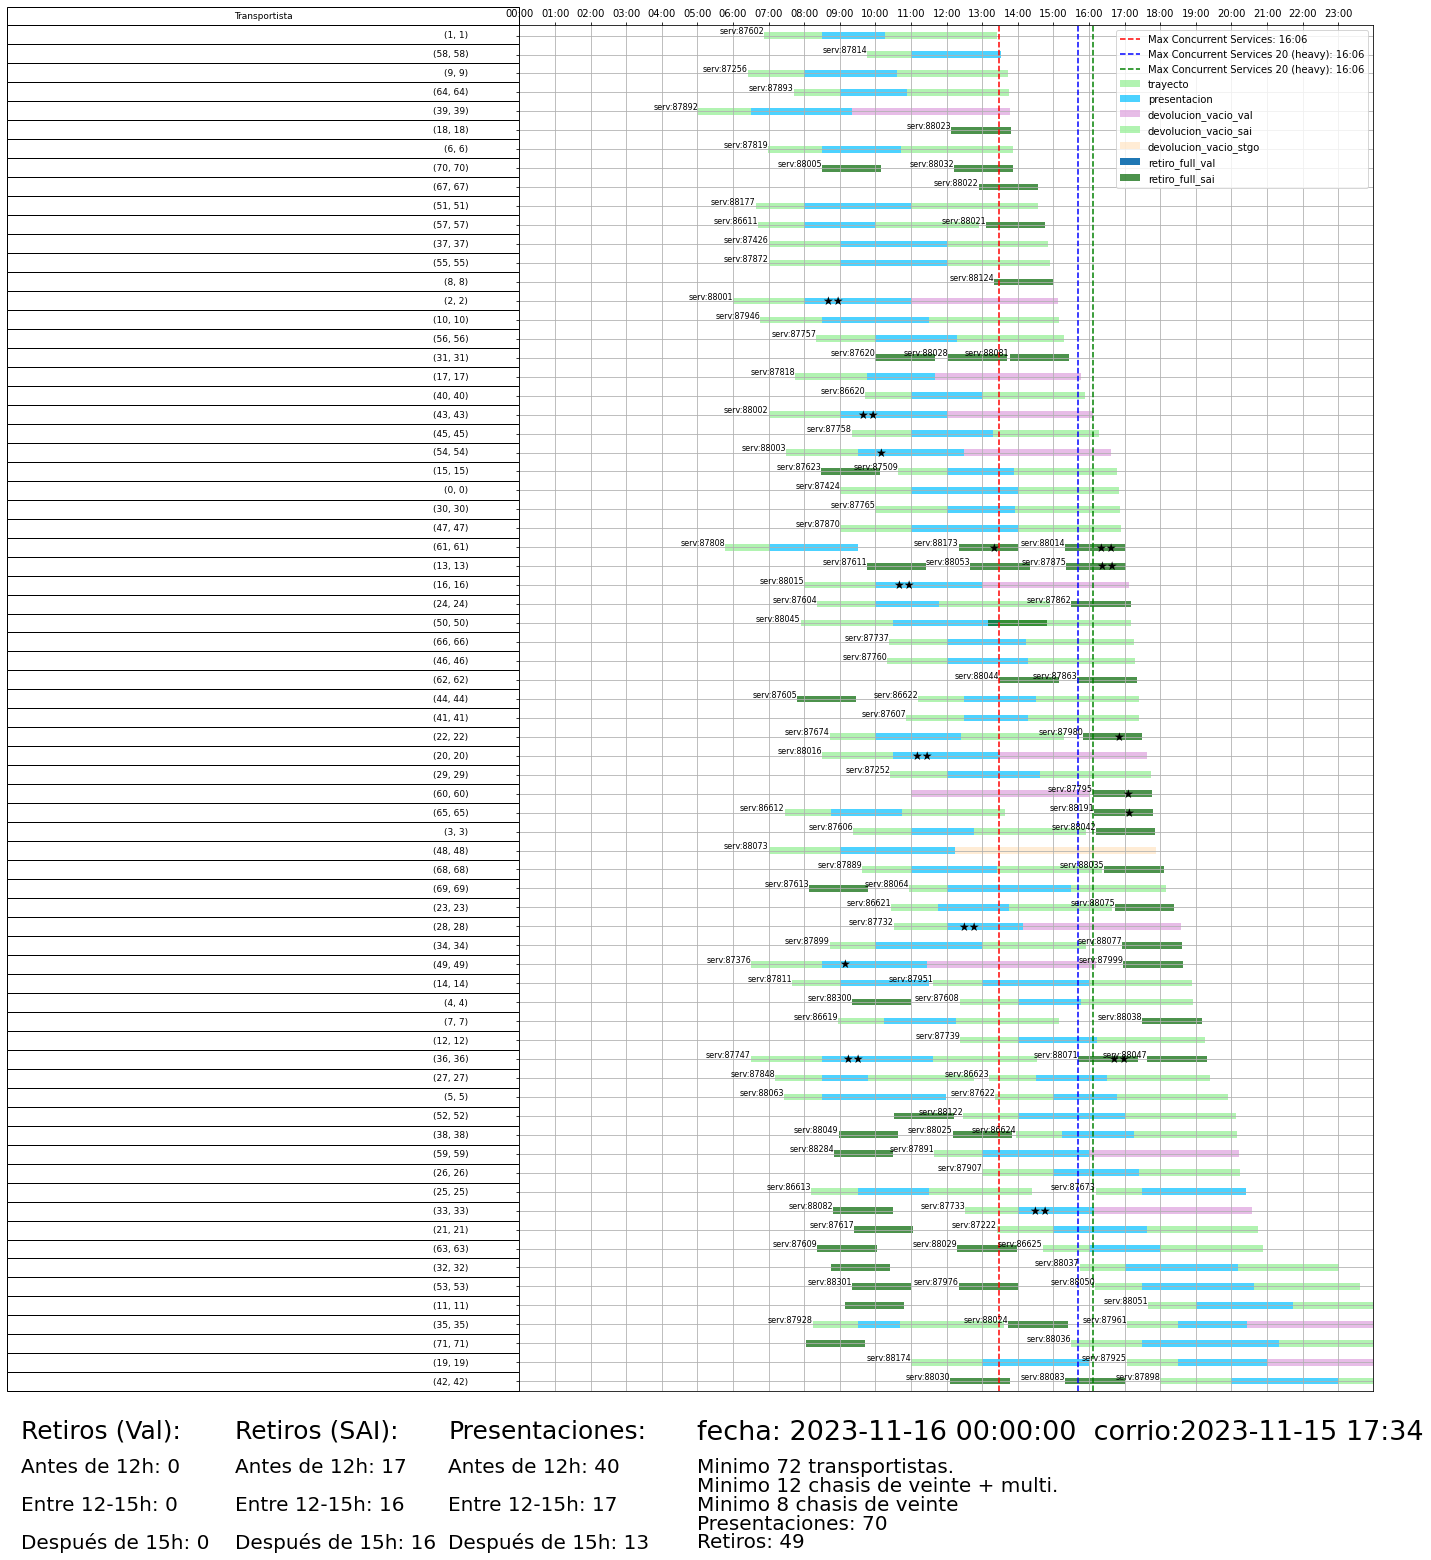 Transportista 00:00 01:00 02:00 03:00 04:00 05:00 06:00 07:00 08:00 09:00 10:00 11:00 12:00 13:00 14:00 15:00 16:00 17:00 18:00 19:00 20:00 21:00 22:00 23:00
Max Concurrent Services: 16:06
Max Concurrent Services 20 (heavy): 16:06
Max Concurrent Services 20 (heavy): 16:06
trayecto
presentacion
devolucion_vacio_val
devolucion_vacio_sai
devolucion_vacio_stgo
retiro_full_val
retiro_full_sai
(1, 1) serv:87602
(58, 58) serv:87814
(9, 9) serv:87256
(64, 64) serv:87893
(39, 39) serv:87892
(18, 18) serv:88023
(6, 6) serv:87819
(70, 70) serv:88005 serv:88032
(67, 67) serv:88022
(51, 51) serv:88177
(57, 57) serv:86611 serv:88021
(37, 37) serv:87426
(55, 55) serv:87872
(8, 8) serv:88124
(2, 2) serv:88001
(10, 10) serv:87946
(56, 56) serv:87757
(31, 31) serv:87620 serv:88028 serv:88081
(17, 17) serv:87818
(40, 40) serv:86620
(43, 43) serv:88002
(45, 45) serv:87758
(54, 54) serv:88003
(15, 15) serv:87623 serv:87509
(0, 0) serv:87424
(30, 30) serv:87765
(47, 47) serv:87870
(61, 61) serv:87808 serv:88173 serv:88014
(13, 13) serv:87611 serv:88053 serv:87875
(16, 16) serv:88015
(24, 24) serv:87604 serv:87862
(50, 50) serv:88045
(66, 66) serv:87737
(46, 46) serv:87760
(62, 62) serv:88044 serv:87863
(44, 44) serv:87605 serv:86622
(41, 41) serv:87607
(22, 22) serv:87674 serv:87980
(20, 20) serv:88016
(29, 29) serv:87252
(60, 60) serv:87795
(65, 65) serv:86612 serv:88191
(3, 3) serv:87606 serv:88042
(48, 48) serv:88073
(68, 68) serv:87889 serv:88035
(69, 69) serv:87613 serv:88064
(23, 23) serv:86621 serv:88075
(28, 28) serv:87732
(34, 34) serv:87899 serv:88077
(49, 49) serv:87376 serv:87999
(14, 14) serv:87811 serv:87951
(4, 4) serv:88300 serv:87608
(7, 7) serv:86619 serv:88038
(12, 12) serv:87739
(36, 36) serv:87747 serv:88071 serv:88047
(27, 27) serv:87848 serv:86623
(5, 5) serv:88063 serv:87622
(52, 52) serv:88122
(38, 38) serv:88049 serv:88025 serv:86624
(59, 59) serv:88284 serv:87891
(26, 26) serv:87907
(25, 25) serv:86613 serv:87673
(33, 33) serv:88082 serv:87733
(21, 21) serv:87617 serv:87222
(63, 63) serv:87609 serv:88029 serv:86625
(32, 32) serv:88037
(53, 53) serv:88301 serv:87976 serv:88050
(11, 11) serv:88051
(35, 35) serv:87928 serv:88024 serv:87961
(71, 71) serv:88036
(19, 19) serv:88174 serv:87925
(42, 42) serv:88030 serv:88083 serv:87898
Retiros (Val):
Antes de 12h: 0
Entre 12-15h: 0
Después de 15h: 0
Retiros (SAI):
Antes de 12h: 17
Entre 12-15h: 16
Después de 15h: 16
Presentaciones:
Antes de 12h: 40
Entre 12-15h: 17
Después de 15h: 13
fecha: 2023-11-16 00:00:00 corrio:2023-11-15 17:34
Minimo 72 transportistas.
Minimo 12 chasis de veinte + multi.
Minimo 8 chasis de veinte
Presentaciones: 70
Retiros: 49